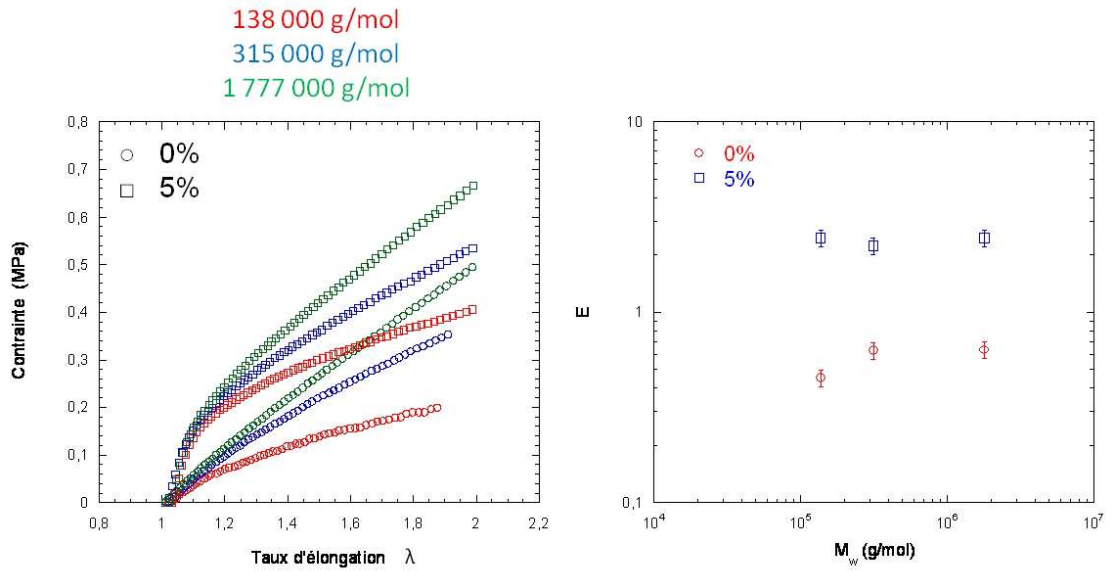 138 000 g/mol
315 000 g/mol
1 777 000 g/mol
0,8
0,7
0,6
0,5
0,4
0,3
0,2
0,1
0
Contrainte (MPa)
0%
5%
0,8 1 1,2 1,4 1,6 1,8 2 2,2
Taux d'élongation λ
10
1
0,1
E
0%
5%
10⁴ 10⁵ 10⁶ 10⁷
M_w (g/mol)